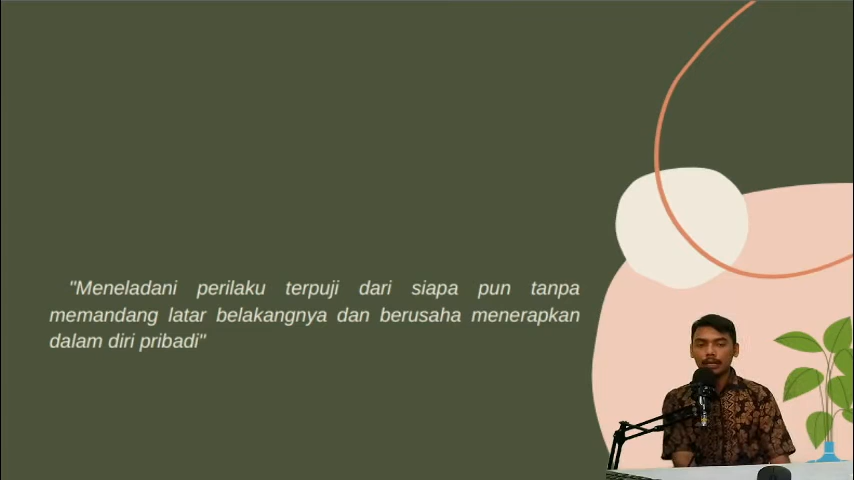 "Meneladani perilaku terpuji dari siapa pun tanpa
memandang latar belakangnya dan berusaha menerapkan
dalam diri pribadi"